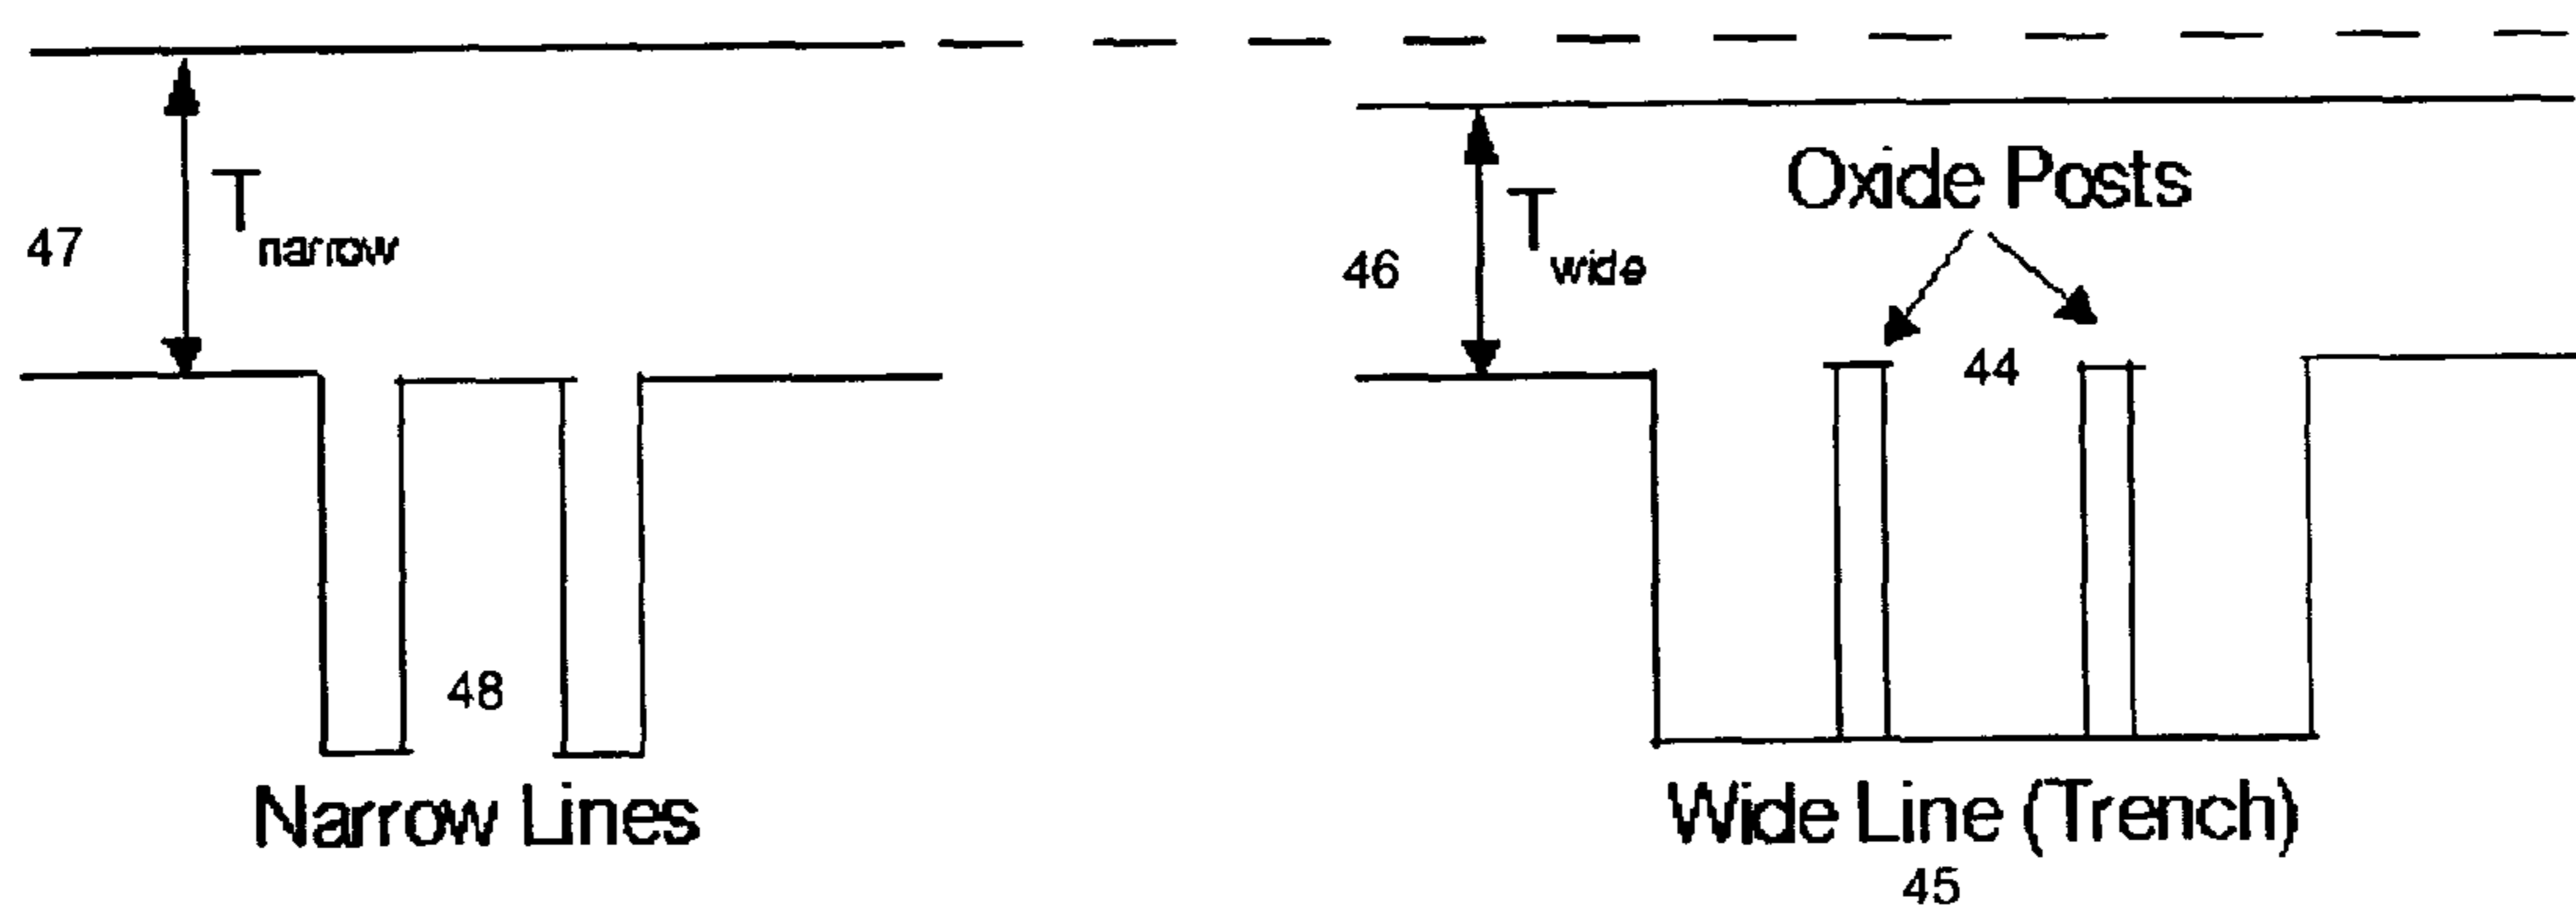 Oxide Posts
47
T narrow
46
T wide
44
48
Narrow Lines
Wide Line (Trench)
45